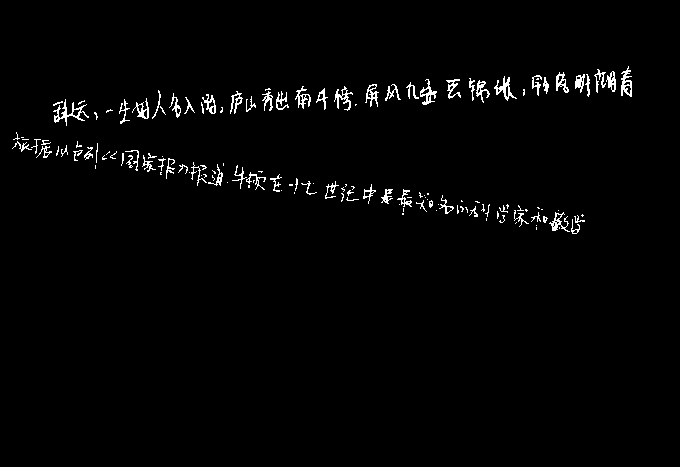 辞远，一生好入名山游，庐山秀出南斗傍.屏风九叠云锦张，影落明湖青
根据以色列<<国家报>>报道.牛顿在十七世纪中是最知名的科学家和数学